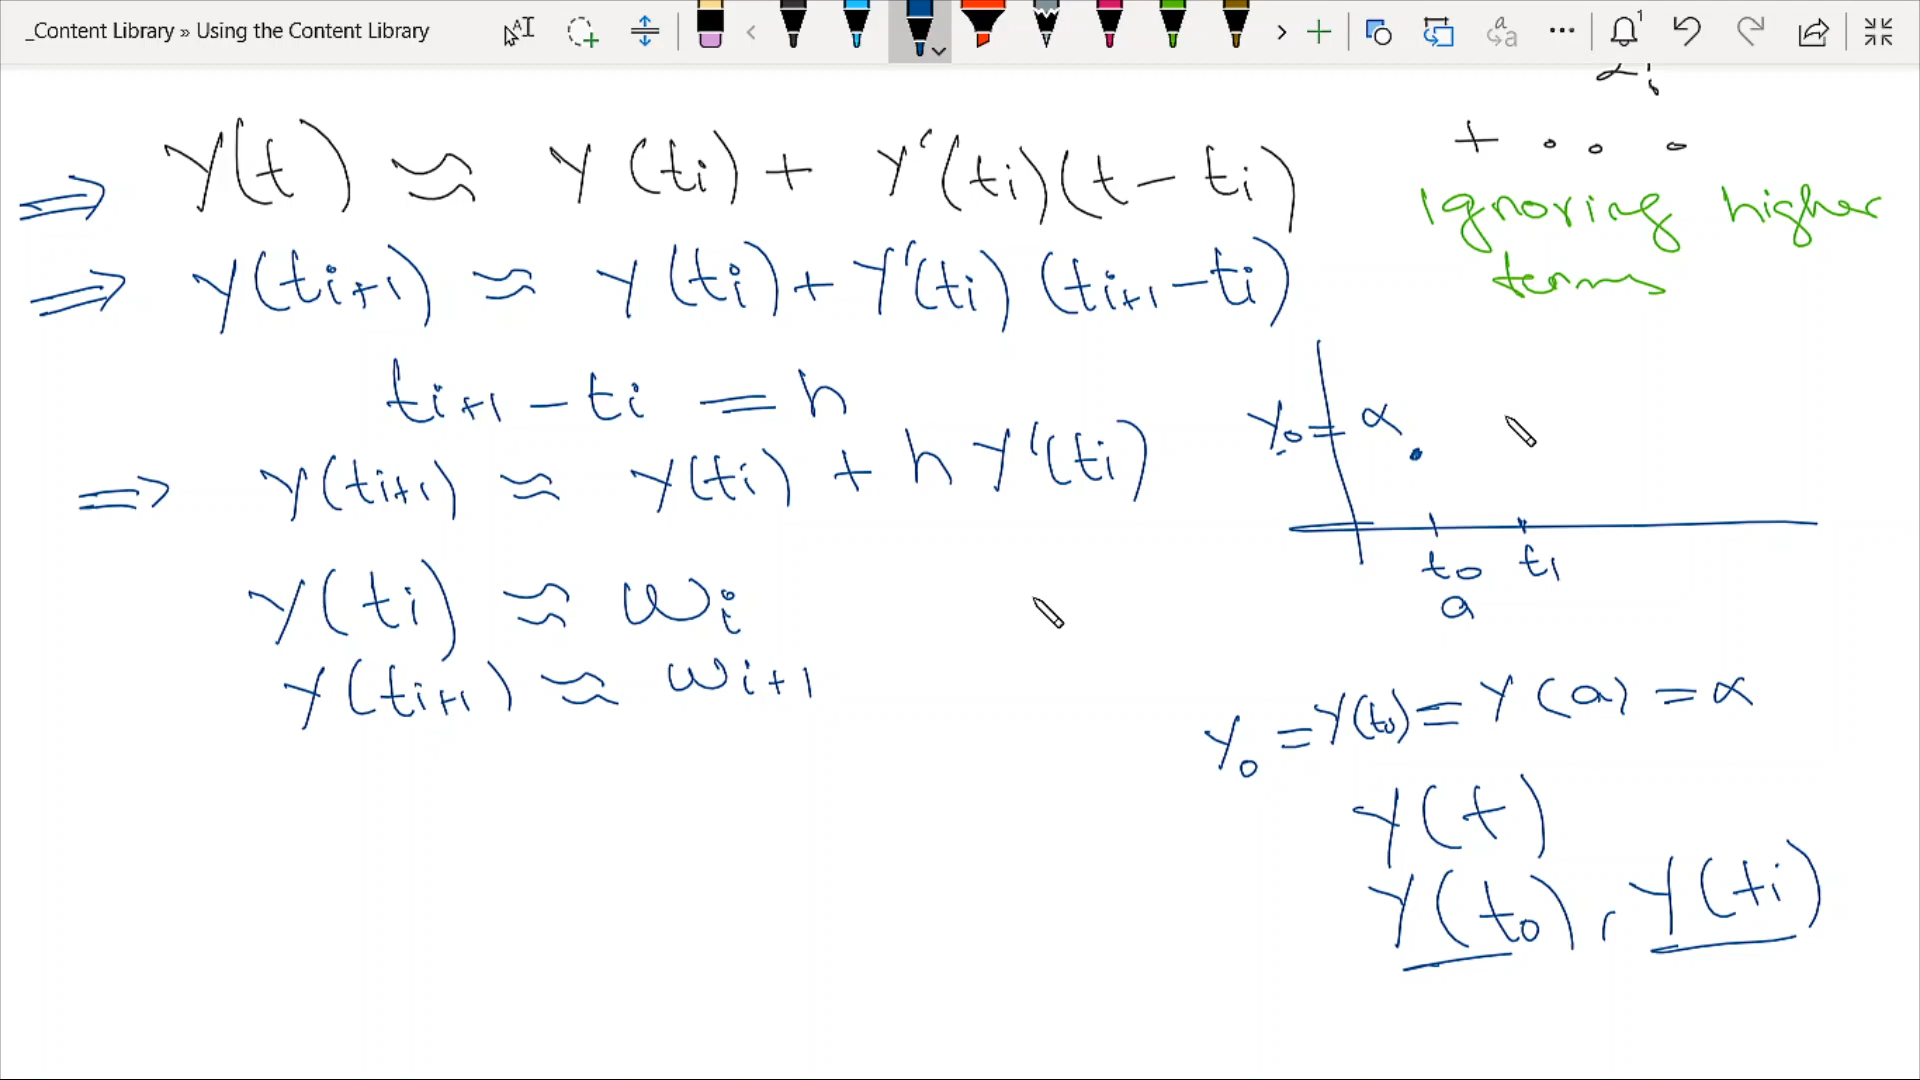 _Content Library » Using the Content Library
+ . . .
⇒ y(t) ≈ y(ti) + y'(ti)(t - ti)
Ignoring higher
terms
⇒ y(ti+1) ≈ y(ti) + y'(ti) (ti+1 - ti)
ti+1 - ti = h
⇒ y(ti+1) ≈ y(ti) + h y'(ti)
y(ti) ≈ wi
y(ti+1) ≈ wi+1
y0 = α
t0 t1
a
y0 = y(t0) = y(a) = α
y(t)
y(t0), y(ti)